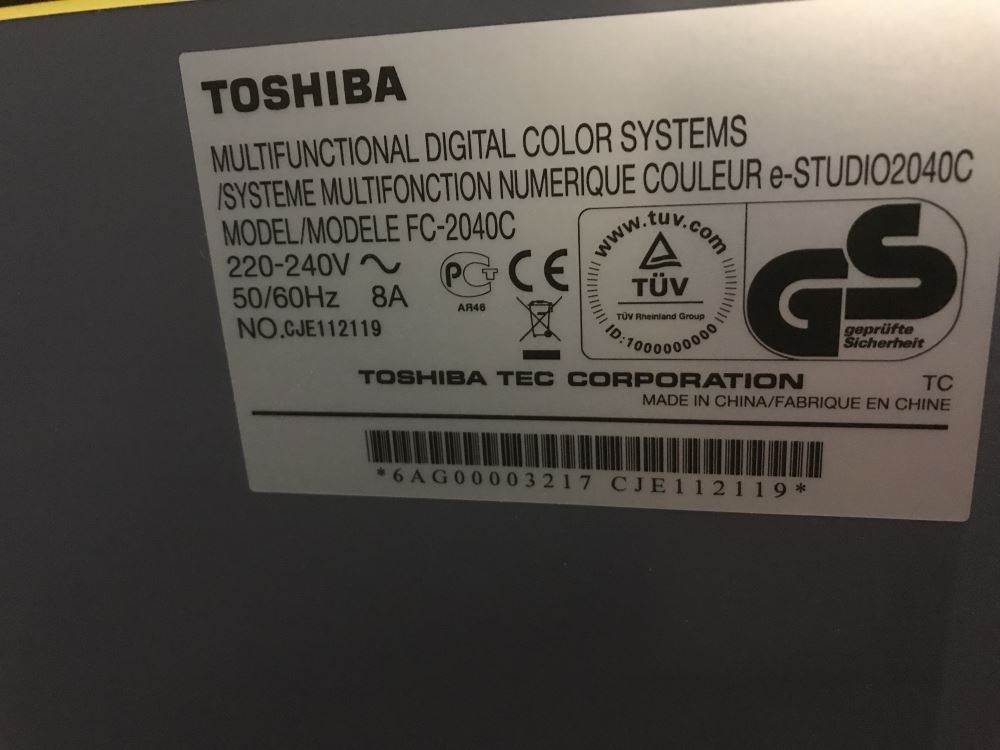 TOSHIBA
MULTIFUNCTIONAL DIGITAL COLOR SYSTEMS
/SYSTEME MULTIFONCTION NUMERIQUE COULEUR e-STUDIO2040C
MODEL/MODELE FC-2040C
220-240V ~
50/60Hz 8A
NO.CJE112119
PCT
AR46
CE
www.tuv.com
TÜV
TÜV Rheinland Group
ID:1000000000
GS
geprüfte
Sicherheit
TOSHIBA TEC CORPORATION
TC
MADE IN CHINA/FABRIQUE EN CHINE
*6AG00003217 CJE112119*